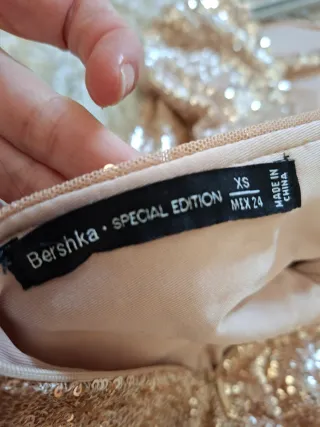 Bershka • SPECIAL EDITION
XS
MEX 24
MADE IN
CHINA